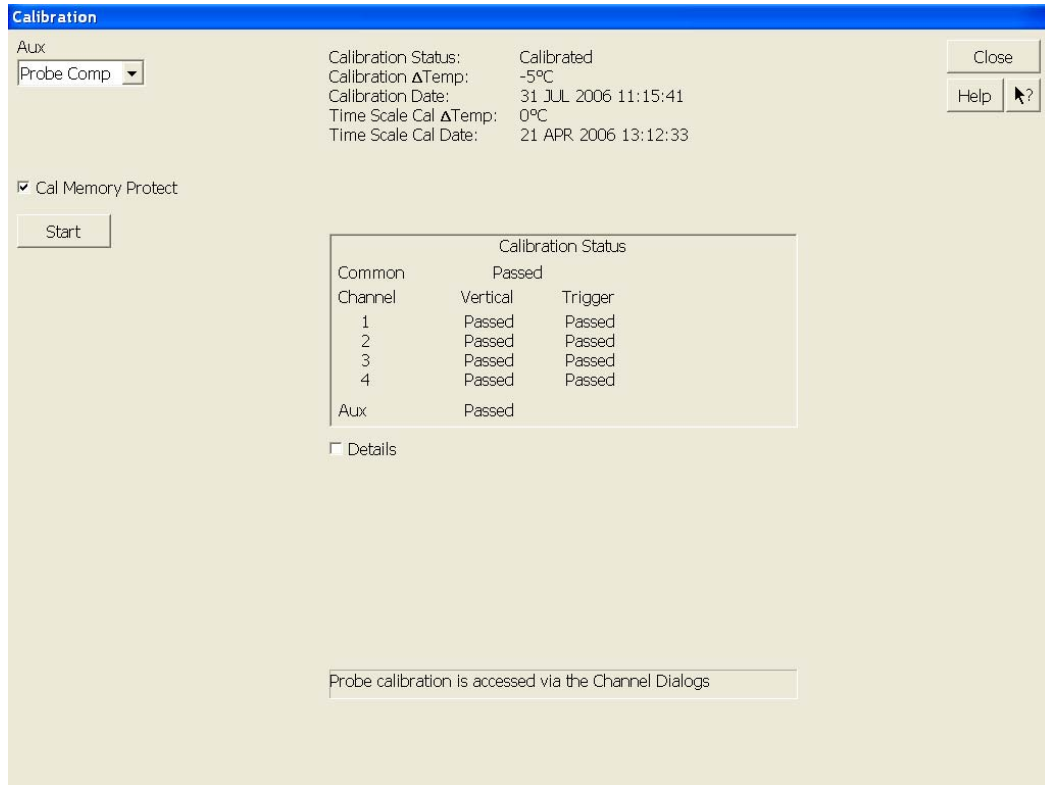 Calibration
Aux
Probe Comp
Calibration Status: Calibrated
Calibration ΔTemp: -5ºC
Calibration Date: 31 JUL 2006 11:15:41
Time Scale Cal ΔTemp: 0ºC
Time Scale Cal Date: 21 APR 2006 13:12:33
Close
Help ?
Cal Memory Protect
Start
Calibration Status
Common Passed
Channel Vertical Trigger
1 Passed Passed
2 Passed Passed
3 Passed Passed
4 Passed Passed
Aux Passed
Details
Probe calibration is accessed via the Channel Dialogs